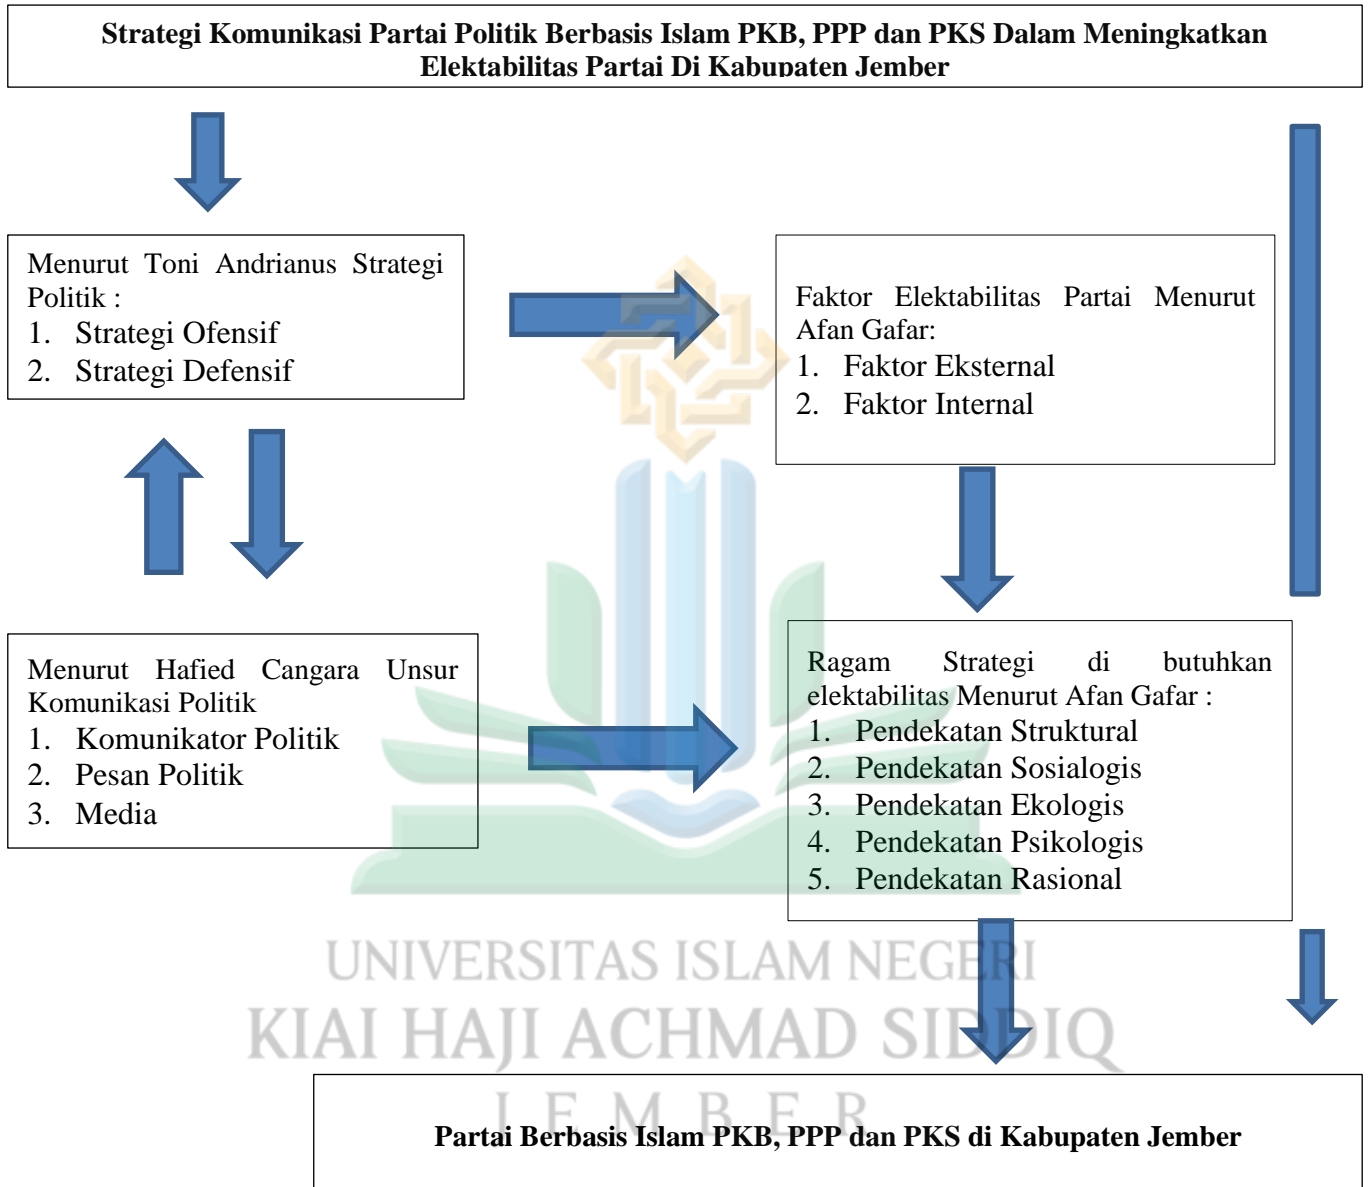 Strategi Komunikasi Partai Politik Berbasis Islam PKB, PPP dan PKS Dalam Meningkatkan
Elektabilitas Partai Di Kabupaten Jember
Menurut Toni Andrianus Strategi
Politik :
1. Strategi Ofensif
2. Strategi Defensif
Faktor Elektabilitas Partai Menurut
Afan Gafar:
1. Faktor Eksternal
2. Faktor Internal
Menurut Hafied Cangara Unsur
Komunikasi Politik
1. Komunikator Politik
2. Pesan Politik
3. Media
Ragam Strategi di butuhkan
elektabilitas Menurut Afan Gafar :
1. Pendekatan Struktural
2. Pendekatan Sosialogis
3. Pendekatan Ekologis
4. Pendekatan Psikologis
5. Pendekatan Rasional
UNIVERSITAS ISLAM NEGERI
KIAI HAJI ACHMAD SIDDIQ
JEMBER
Partai Berbasis Islam PKB, PPP dan PKS di Kabupaten Jember